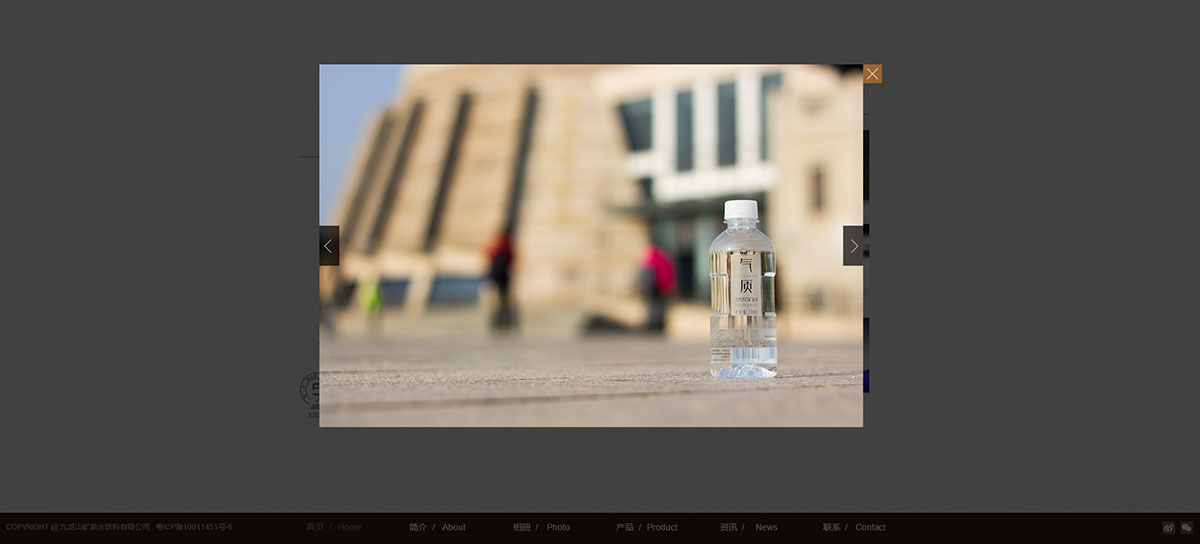 气
质
COPYRIGHT @ 九龙山矿泉水饮料有限公司 粤ICP备10011451号-6
首页 / Home
简介 / About
相册 / Photo
产品 / Product
资讯 / News
联系 / Contact